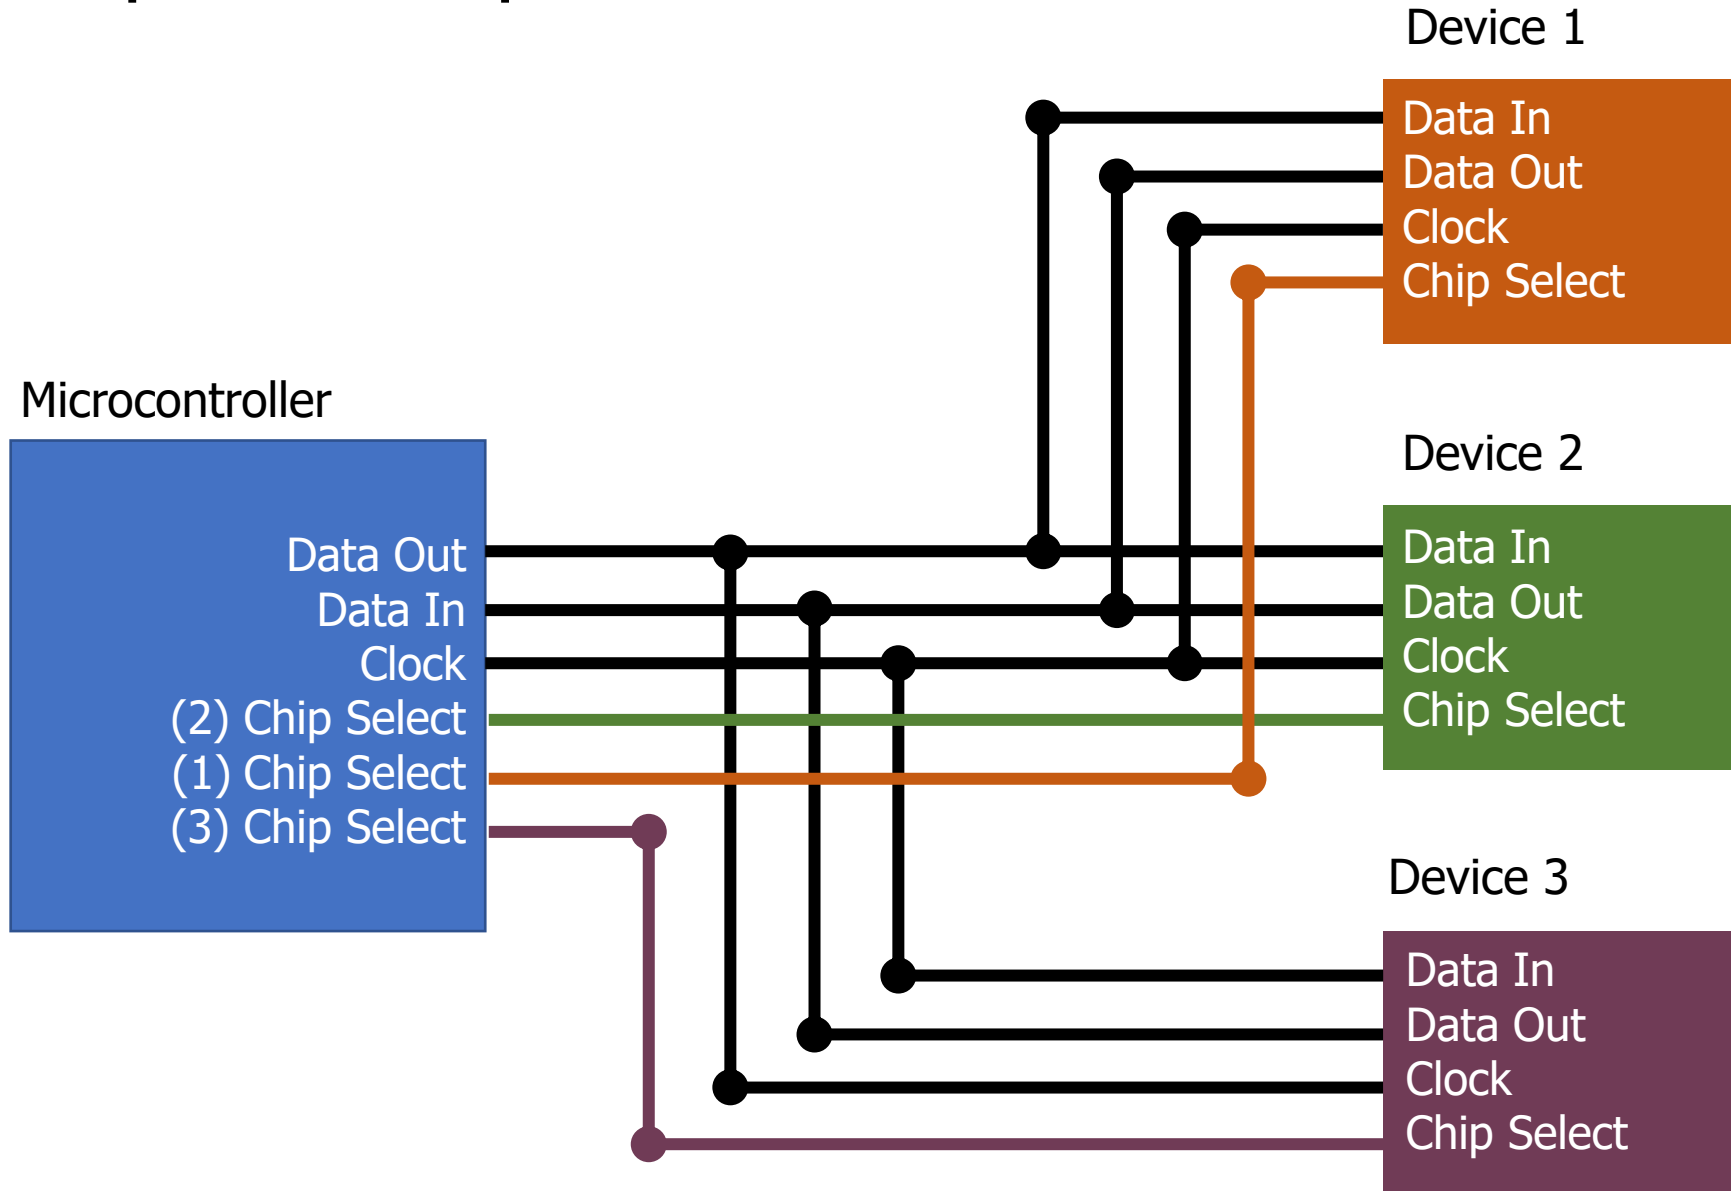 Device 1
Data In
Data Out
Clock
Chip Select
Microcontroller
Data Out
Data In
Clock
(2) Chip Select
(1) Chip Select
(3) Chip Select
Device 2
Data In
Data Out
Clock
Chip Select
Device 3
Data In
Data Out
Clock
Chip Select